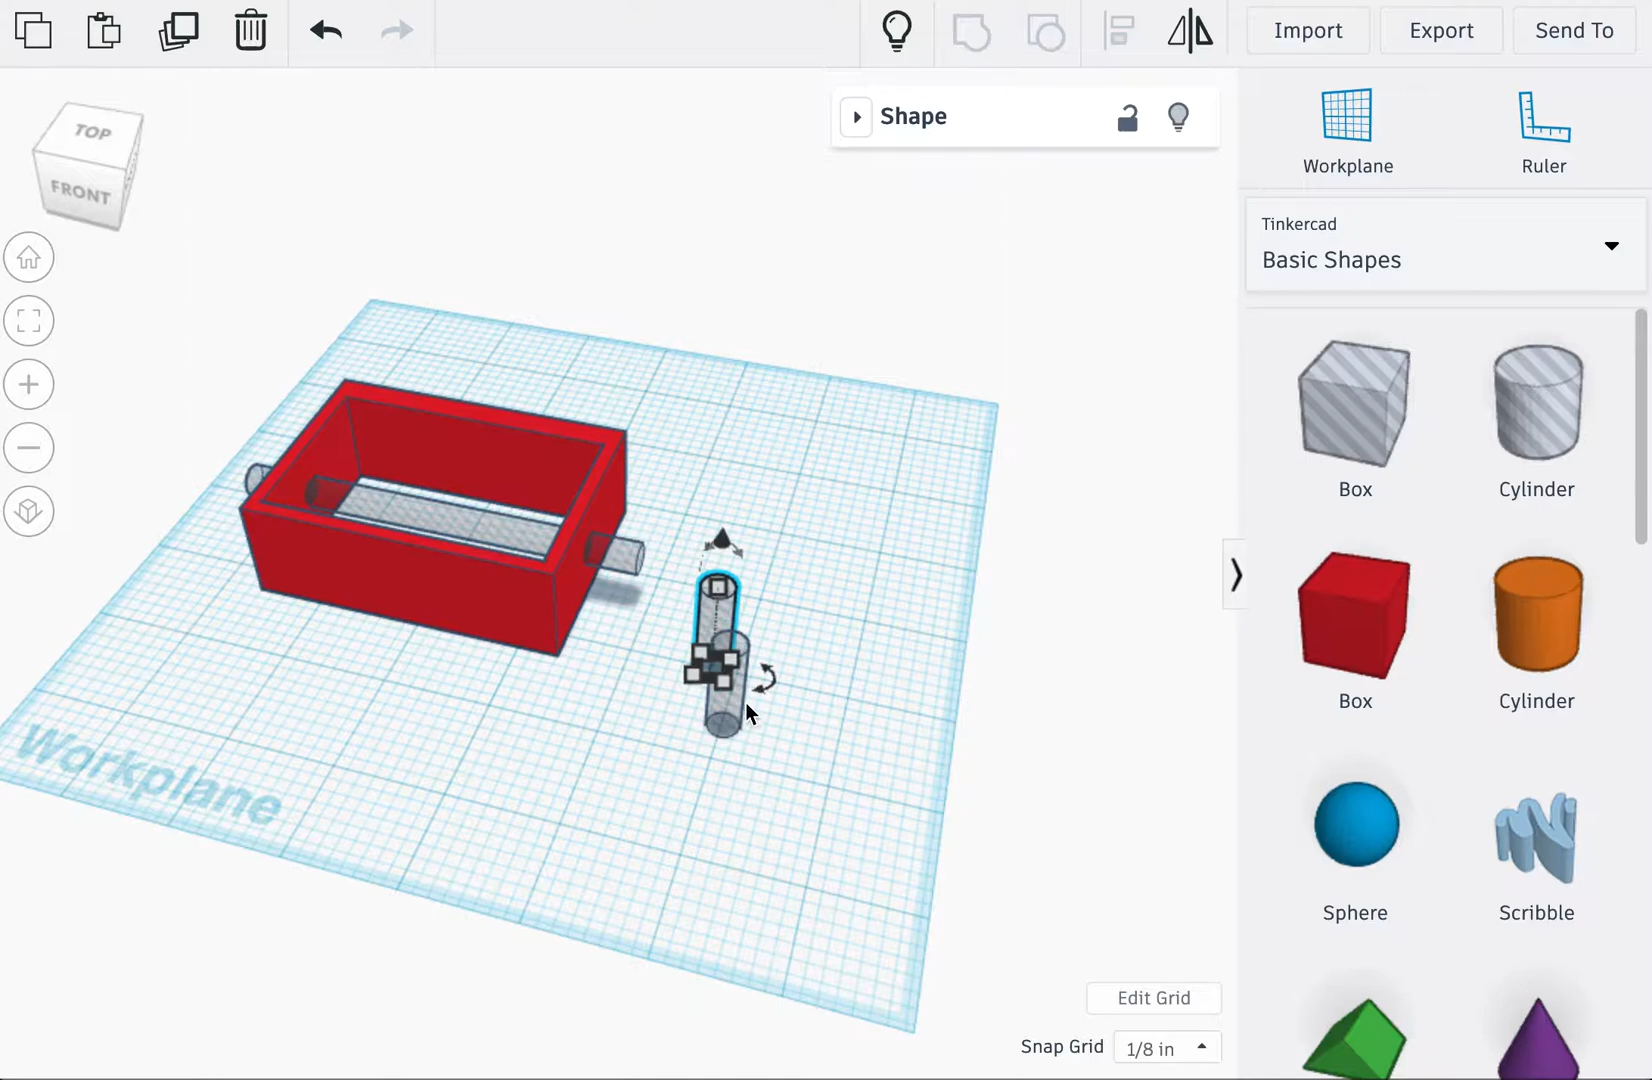 Import
Export
Send To
TOP
FRONT
Shape
Workplane
Ruler
Tinkercad
Basic Shapes
Box
Cylinder
Box
Cylinder
Sphere
Scribble
Workplane
Edit Grid
Snap Grid
1/8 in